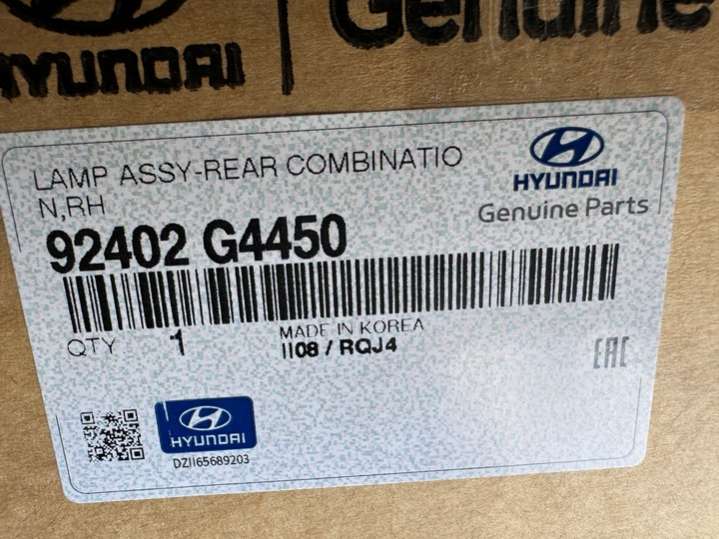 HYUNDAI
Genuine
LAMP ASSY-REAR COMBINATIO
N,RH
HYUNDAI
Genuine Parts
92402 G4450
QTY 1
MADE IN KOREA
II08 / RQJ4
EAC
HYUNDAI
DZII65689203